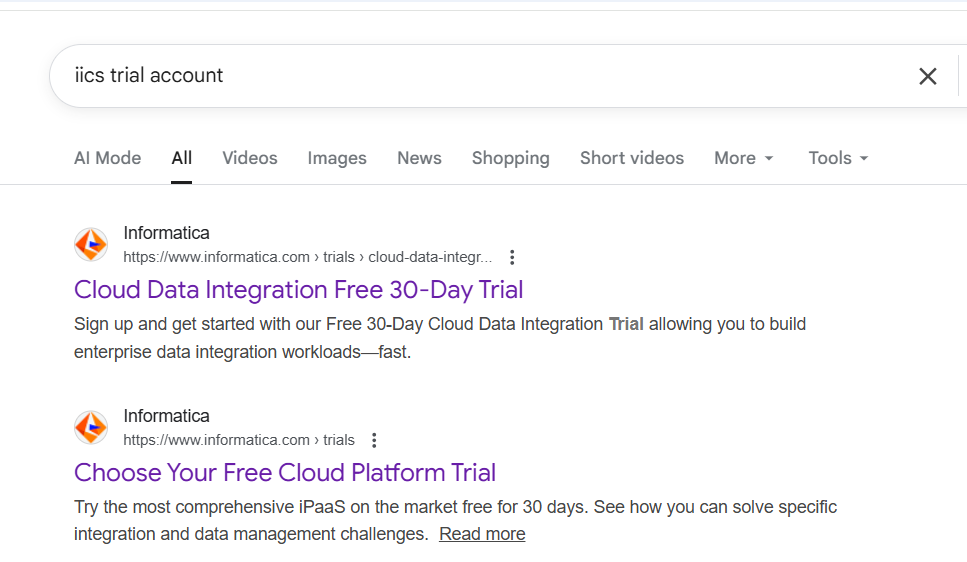 iics trial account
AI Mode All Videos Images News Shopping Short videos More Tools
Informatica
https://www.informatica.com › trials › cloud-data-integr...
Cloud Data Integration Free 30-Day Trial
Sign up and get started with our Free 30-Day Cloud Data Integration Trial allowing you to build
enterprise data integration workloads—fast.
Informatica
https://www.informatica.com › trials
Choose Your Free Cloud Platform Trial
Try the most comprehensive iPaaS on the market free for 30 days. See how you can solve specific
integration and data management challenges. Read more